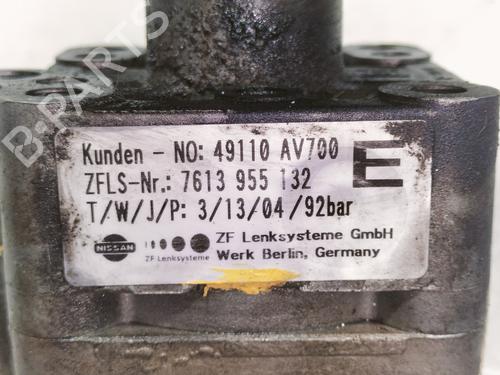 B-PARTS
Kunden - NO: 49110 AV700
E
ZFLS-Nr.: 7613 955 132
T/W/J/P: 3/13/04/92bar
NISSAN
ZF Lenksysteme
ZF Lenksysteme GmbH
Werk Berlin, Germany
B-PARTS